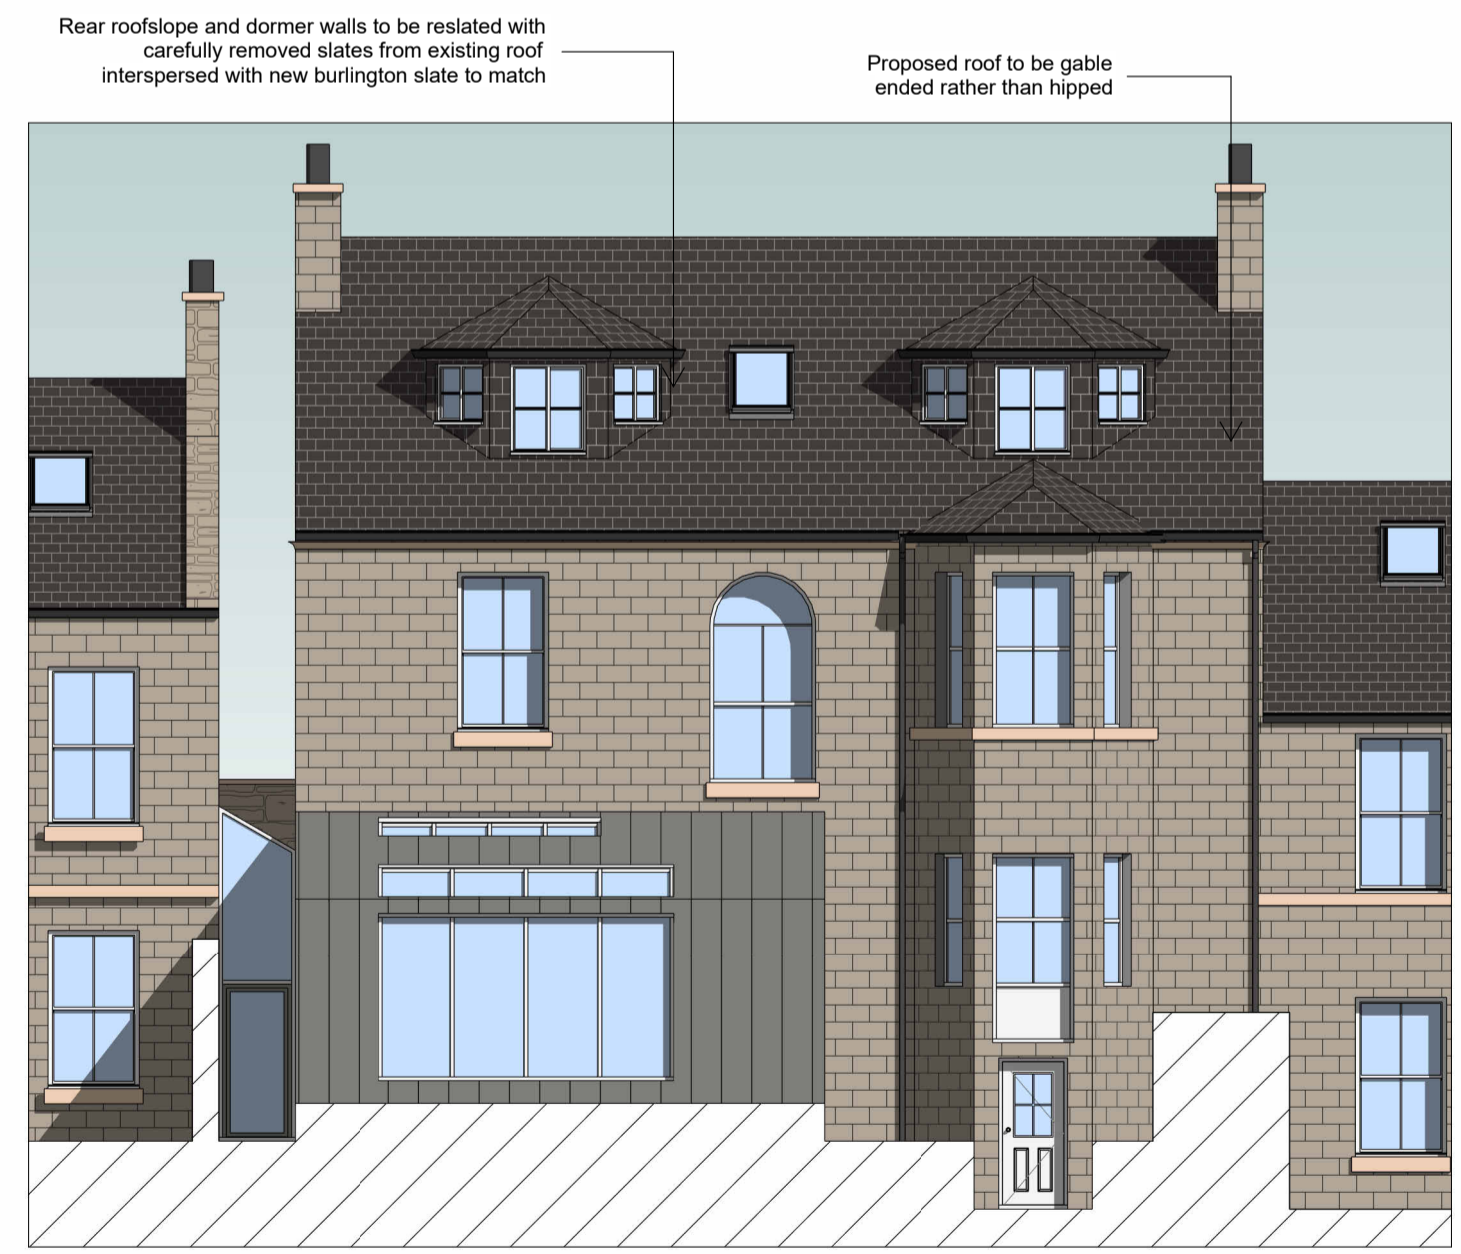 Rear roofslope and dormer walls to be reslated with
carefully removed slates from existing roof
interspersed with new burlington slate to match
Proposed roof to be gable
ended rather than hipped